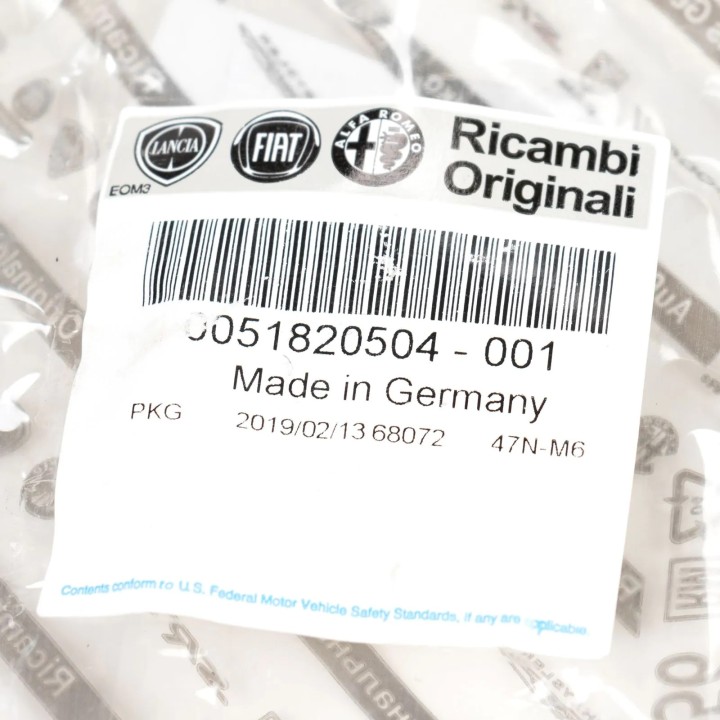 LANCIA
FIAT
ALFA ROMEO
Ricambi
Originali
EOM3
0051820504 - 001
Made in Germany
PKG 2019/02/13 68072 47N-M6
Contents conform to U.S. Federal Motor Vehicle Safety Standards, if any are applicable